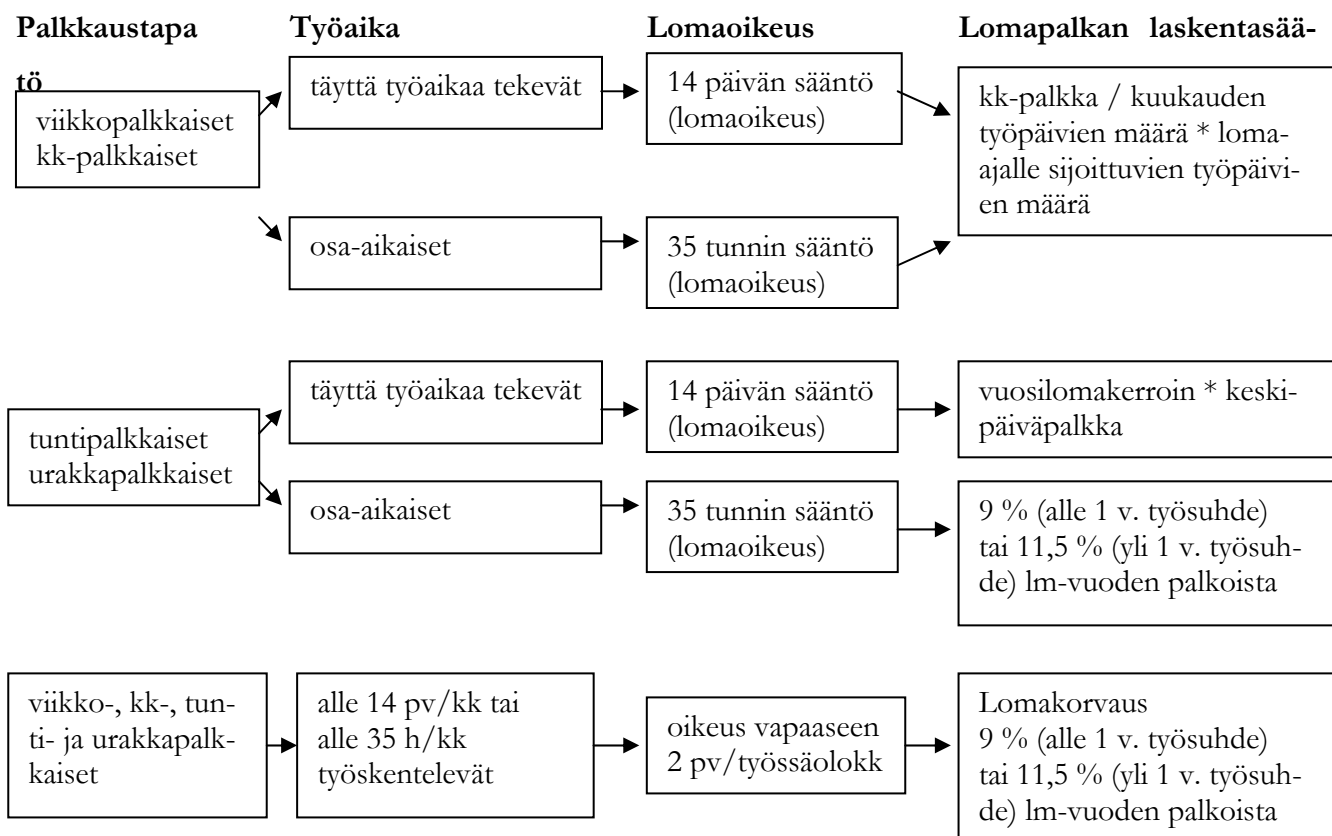 Palkkaustapa Työaika Lomaoikeus Lomapalkan laskentasää-
tö
viikkopalkkaiset
kk-palkkaiset
täyttä työaikaa tekevät
14 päivän sääntö
(lomaoikeus)
kk-palkka / kuukauden
työpäivien määrä * loma-
ajalle sijoittuvien työpäivi-
en määrä
osa-aikaiset
35 tunnin sääntö
(lomaoikeus)
tuntipalkkaiset
urakkapalkkaiset
täyttä työaikaa tekevät
14 päivän sääntö
(lomaoikeus)
vuosilomakerroin * keski-
päiväpalkka
osa-aikaiset
35 tunnin sääntö
(lomaoikeus)
9 % (alle 1 v. työsuhde)
tai 11,5 % (yli 1 v. työsuh-
de) lm-vuoden palkoista
viikko-, kk-, tun-
ti- ja urakkapalk-
kaiset
alle 14 pv/kk tai
alle 35 h/kk
työskentelevät
oikeus vapaaseen
2 pv/työssäolokk
Lomakorvaus
9 % (alle 1 v. työsuhde)
tai 11,5 % (yli 1 v. työsuh-
de) lm-vuoden palkoista